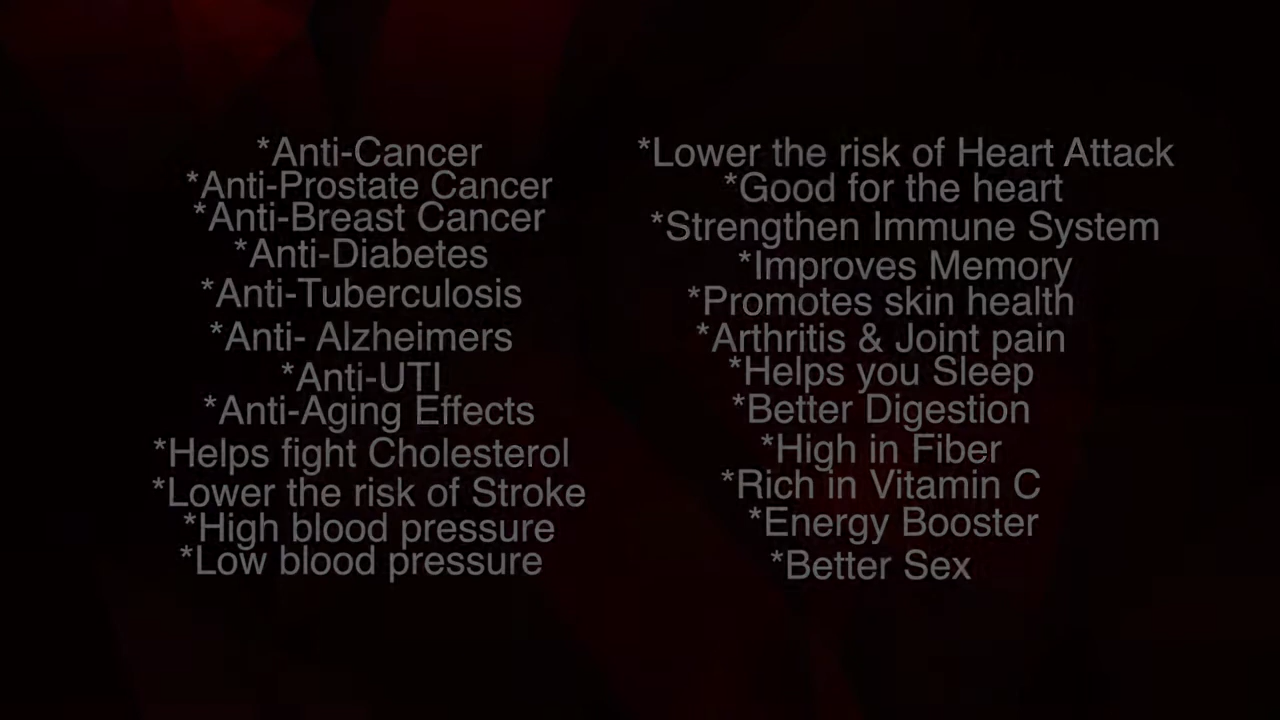 *Anti-Cancer
*Anti-Prostate Cancer
*Anti-Breast Cancer
*Anti-Diabetes
*Anti-Tuberculosis
*Anti- Alzheimers
*Anti-UTI
*Anti-Aging Effects
*Helps fight Cholesterol
*Lower the risk of Stroke
*High blood pressure
*Low blood pressure
*Lower the risk of Heart Attack
*Good for the heart
*Strengthen Immune System
*Improves Memory
*Promotes skin health
*Arthritis & Joint pain
*Helps you Sleep
*Better Digestion
*High in Fiber
*Rich in Vitamin C
*Energy Booster
*Better Sex